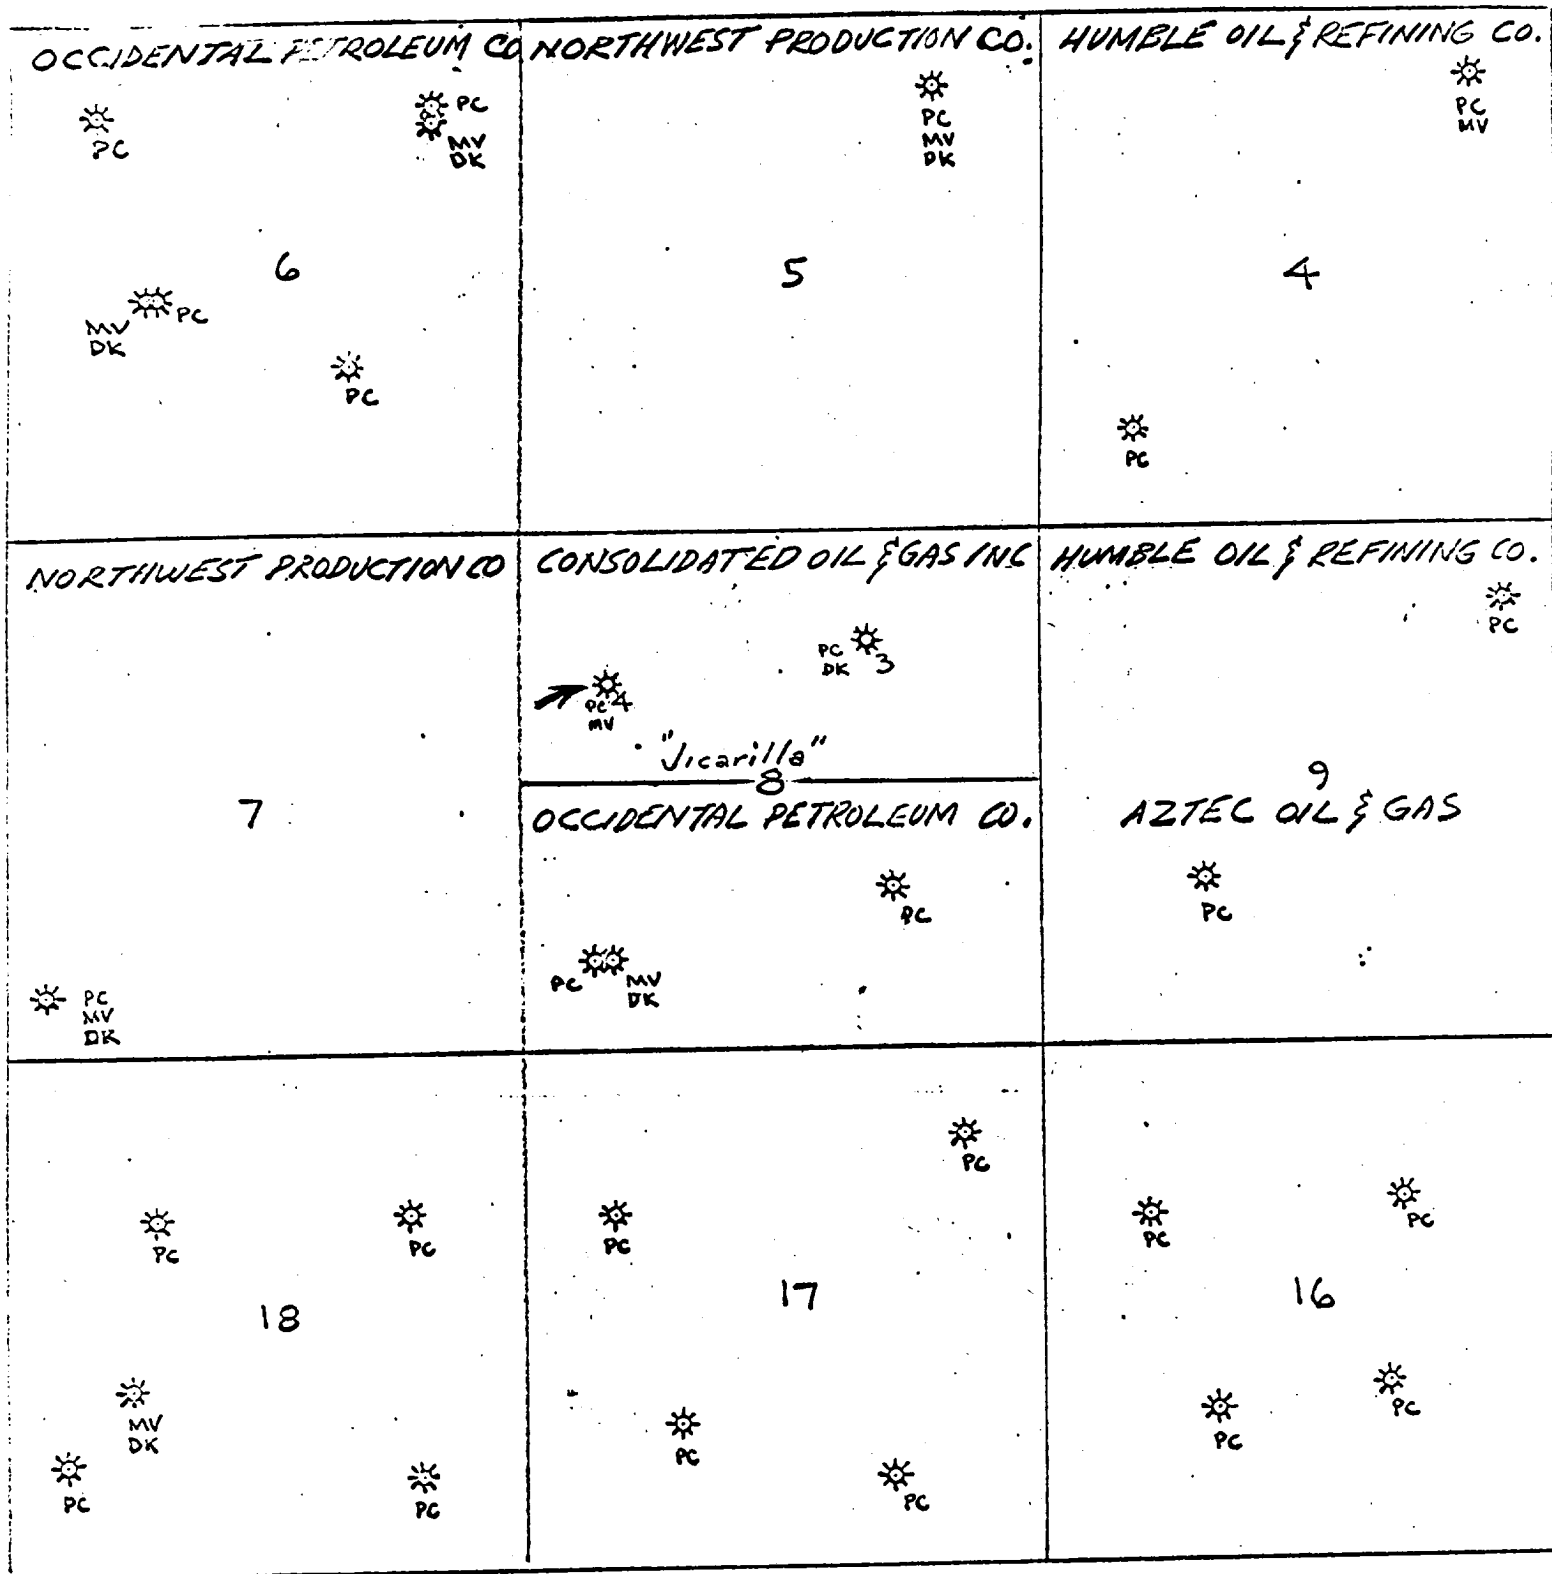 OCCIDENTAL PETROLEUM CO
PC
PC
MV
DK
6
MV
DK
PC
PC
NORTHWEST PRODUCTION CO.
PC
MV
DK
5
HUMBLE OIL & REFINING CO.
PC
MV
4
PC
NORTHWEST PRODUCTION CO
7
PC
MV
DK
CONSOLIDATED OIL & GAS INC
PC
DK
3
4
PC
MV
"Jicarilla"
8
OCCIDENTAL PETROLEUM CO.
PC
PC
MV
DK
HUMBLE OIL & REFINING CO.
PC
9
AZTEC OIL & GAS
PC
PC
PC
18
MV
DK
PC
PC
PC
PC
17
PC
PC
PC
PC
16
PC
PC